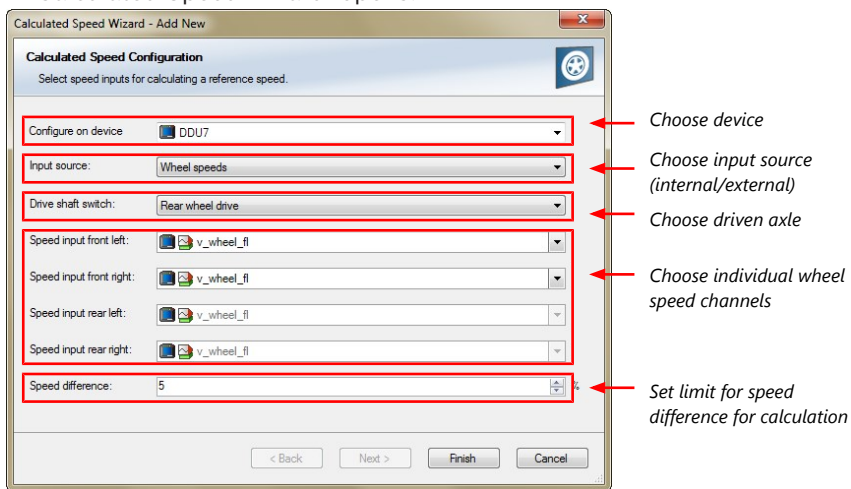 Calculated Speed Wizard - Add New
Calculated Speed Configuration
Select speed inputs for calculating a reference speed.
Configure on device DDU7
Choose device
Input source: Wheel speeds
Choose input source
(internal/external)
Drive shaft switch: Rear wheel drive
Choose driven axle
Speed input front left: v_wheel_fl
Speed input front right: v_wheel_fl
Choose individual wheel
speed channels
Speed input rear left: v_wheel_fl
Speed input rear right: v_wheel_fl
Speed difference: 5 %
Set limit for speed
difference for calculation
< Back Next > Finish Cancel